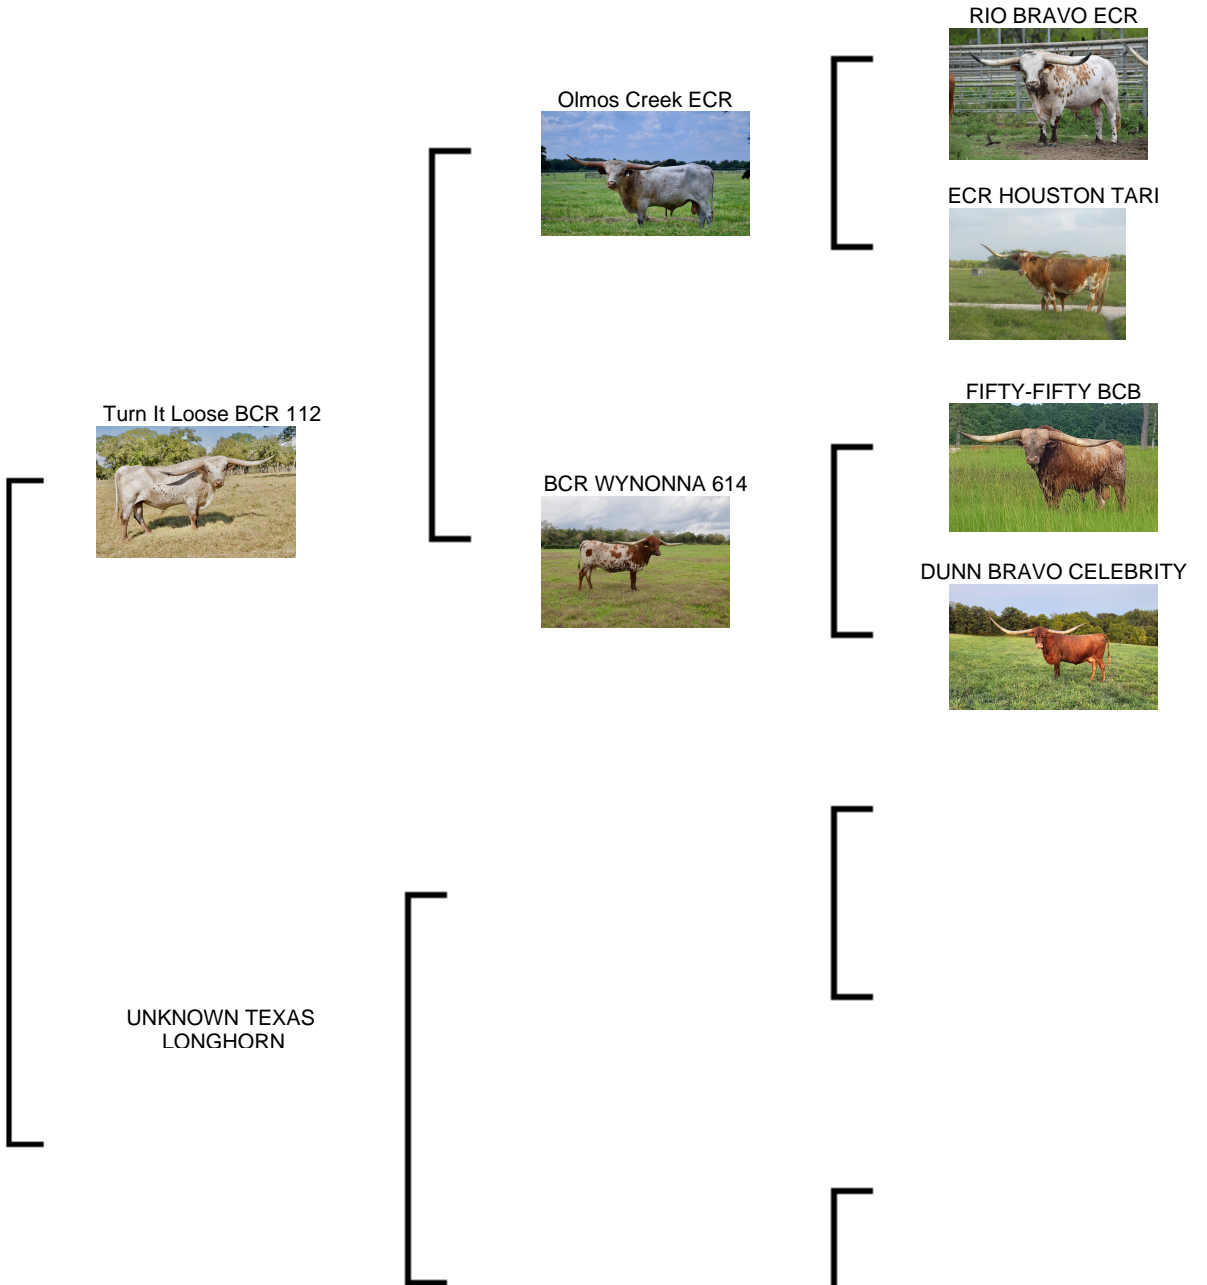 RIO BRAVO ECR
Olmos Creek ECR
ECR HOUSTON TARI
FIFTY-FIFTY BCB
Turn It Loose BCR 112
BCR WYNONNA 614
DUNN BRAVO CELEBRITY
UNKNOWN TEXAS
LONGHORN